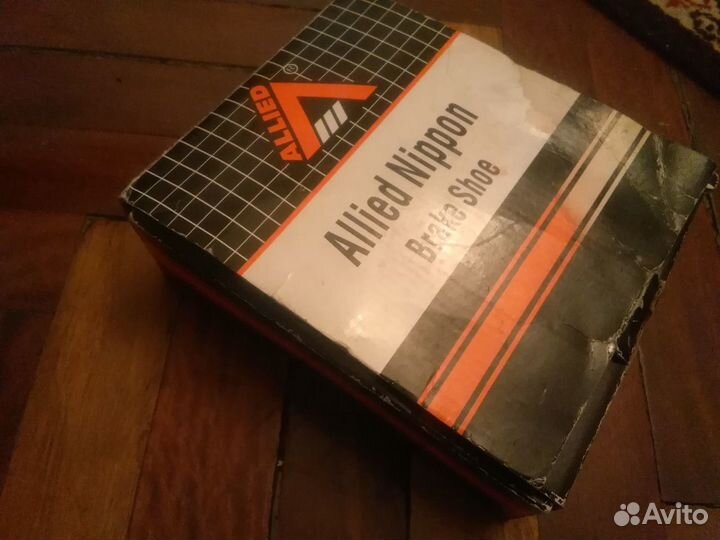 ALLIED
®
Allied Nippon
Brake Shoe
Avito